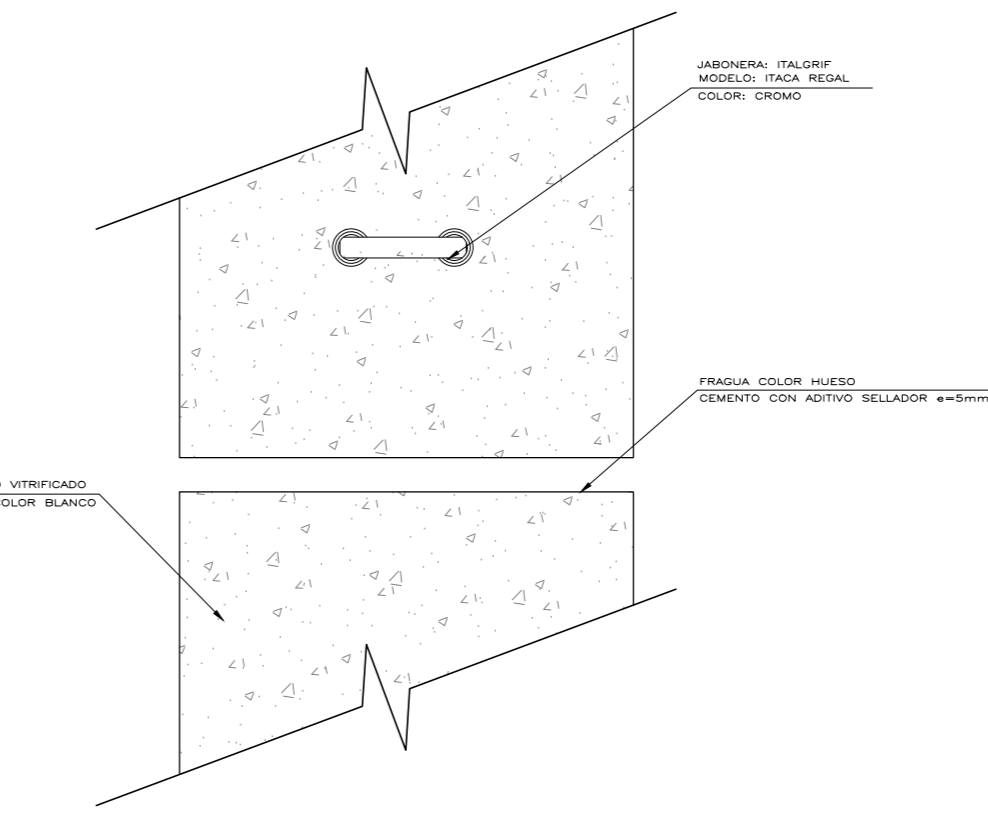 JABONERA: ITALGRIF
MODELO: ITACA REGAL
COLOR: CROMO
FRAGUA COLOR HUESO
CEMENTO CON ADITIVO SELLADOR e=5mm
VITRIFICADO
COLOR BLANCO